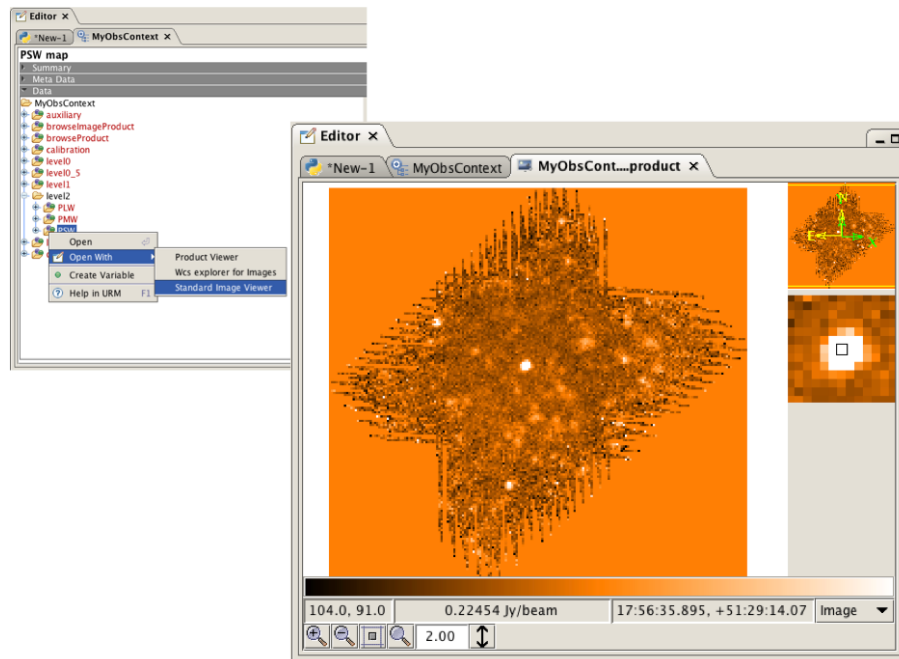 Editor
*New-1 MyObsContext
PSW map
Summary
Meta Data
Data
MyObsContext
auxiliary
browseImageProduct
browseProduct
calibration
level0
level0_5
level1
level2
PLW
PMW
PSW
Open
Open With
Create Variable
Help in URM F1
Product Viewer
Wcs explorer for Images
Standard Image Viewer
Editor
*New-1 MyObsContext MyObsCont....product
N
E
104.0, 91.0 0.22454 Jy/beam 17:56:35.895, +51:29:14.07 Image
2.00